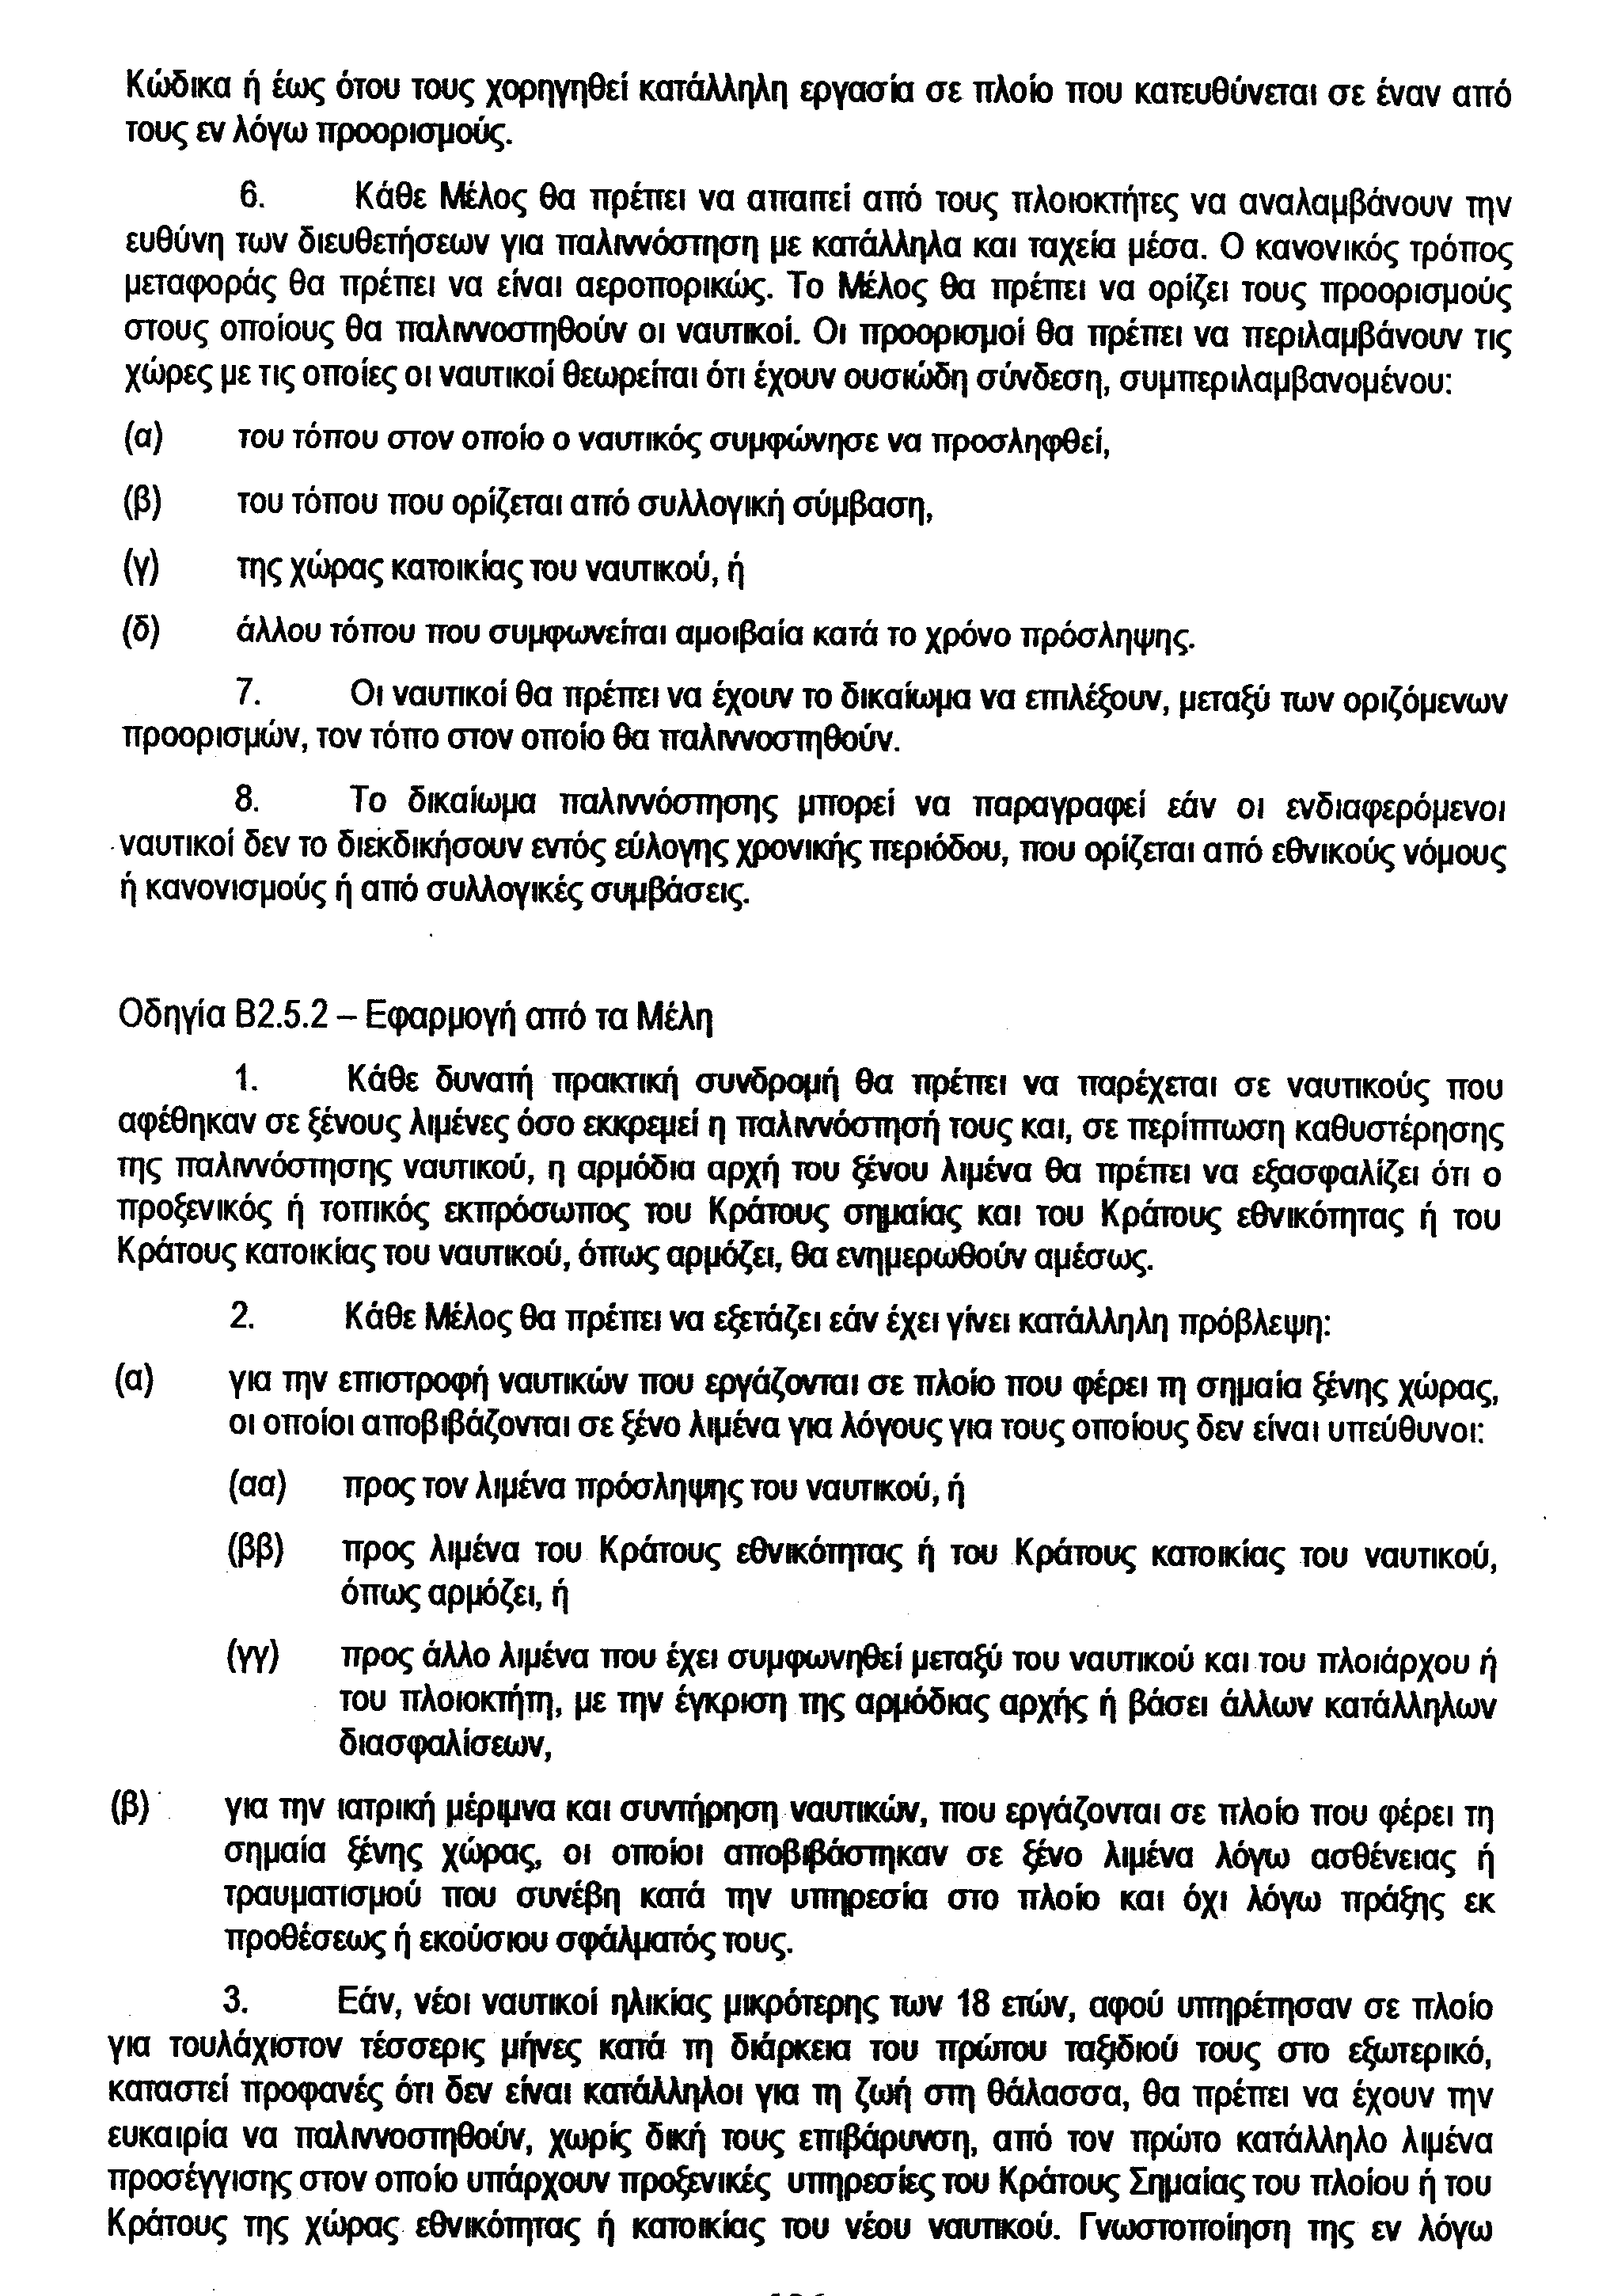 Κώδικα ή έως ότου τους χορηγηθεί κατάλληλη εργασία σε πλοίο που κατευθύνεται σε έναν από
τους εν λόγω προορισμούς.
6. Κάθε Μέλος θα πρέπει να απαιτεί από τους πλοιοκτήτες να αναλαμβάνουν την
ευθύνη των διευθετήσεων για παλιννόστηση με κατάλληλα και ταχεία μέσα. Ο κανονικός τρόπος
μεταφοράς θα πρέπει να είναι αεροπορικώς. Το Μέλος θα πρέπει να ορίζει τους προορισμούς
στους οποίους θα παλιννοστηθούν οι ναυτικοί. Οι προορισμοί θα πρέπει να περιλαμβάνουν τις
χώρες με τις οποίες οι ναυτικοί θεωρείται ότι έχουν ουσιώδη σύνδεση, συμπεριλαμβανομένου:
(α) του τόπου στον οποίο ο ναυτικός συμφώνησε να προσληφθεί,
(β) του τόπου που ορίζεται από συλλογική σύμβαση,
(γ) της χώρας κατοικίας του ναυτικού, ή
(δ) άλλου τόπου που συμφωνείται αμοιβαία κατά το χρόνο πρόσληψης.
7. Οι ναυτικοί θα πρέπει να έχουν το δικαίωμα να επιλέξουν, μεταξύ των οριζόμενων
προορισμών, τον τόπο στον οποίο θα παλιννοστηθούν.
8. Το δικαίωμα παλιννόστησης μπορεί να παραγραφεί εάν οι ενδιαφερόμενοι
ναυτικοί δεν το διεκδικήσουν εντός εύλογης χρονικής περιόδου, που ορίζεται από εθνικούς νόμους
ή κανονισμούς ή από συλλογικές συμβάσεις.
Οδηγία Β2.5.2 – Εφαρμογή από τα Μέλη
1. Κάθε δυνατή πρακτική συνδρομή θα πρέπει να παρέχεται σε ναυτικούς που
αφέθηκαν σε ξένους λιμένες όσο εκκρεμεί η παλιννόστησή τους και, σε περίπτωση καθυστέρησης
της παλιννόστησης ναυτικού, η αρμόδια αρχή του ξένου λιμένα θα πρέπει να εξασφαλίζει ότι ο
προξενικός ή τοπικός εκπρόσωπος του Κράτους σημαίας και του Κράτους εθνικότητας ή του
Κράτους κατοικίας του ναυτικού, όπως αρμόζει, θα ενημερωθούν αμέσως.
2. Κάθε Μέλος θα πρέπει να εξετάζει εάν έχει γίνει κατάλληλη πρόβλεψη:
(α) για την επιστροφή ναυτικών που εργάζονται σε πλοίο που φέρει τη σημαία ξένης χώρας,
οι οποίοι αποβιβάζονται σε ξένο λιμένα για λόγους για τους οποίους δεν είναι υπεύθυνοι:
(αα) προς τον λιμένα πρόσληψης του ναυτικού, ή
(ββ) προς λιμένα του Κράτους εθνικότητας ή του Κράτους κατοικίας του ναυτικού,
όπως αρμόζει, ή
(γγ) προς άλλο λιμένα που έχει συμφωνηθεί μεταξύ του ναυτικού και του πλοιάρχου ή
του πλοιοκτήτη, με την έγκριση της αρμόδιας αρχής ή βάσει άλλων κατάλληλων
διασφαλίσεων,
(β) για την ιατρική μέριμνα και συντήρηση ναυτικών, που εργάζονται σε πλοίο που φέρει τη
σημαία ξένης χώρας, οι οποίοι αποβιβάστηκαν σε ξένο λιμένα λόγω ασθένειας ή
τραυματισμού που συνέβη κατά την υπηρεσία στο πλοίο και όχι λόγω πράξης εκ
προθέσεως ή εκούσιου σφάλματός τους.
3. Εάν, νέοι ναυτικοί ηλικίας μικρότερης των 18 ετών, αφού υπηρέτησαν σε πλοίο
για τουλάχιστον τέσσερις μήνες κατά τη διάρκεια του πρώτου ταξιδιού τους στο εξωτερικό,
καταστεί προφανές ότι δεν είναι κατάλληλοι για τη ζωή στη θάλασσα, θα πρέπει να έχουν την
ευκαιρία να παλιννοστηθούν, χωρίς δική τους επιβάρυνση, από τον πρώτο κατάλληλο λιμένα
προσέγγισης στον οποίο υπάρχουν προξενικές υπηρεσίες του Κράτους Σημαίας του πλοίου ή του
Κράτους της χώρας εθνικότητας ή κατοικίας του νέου ναυτικού. Γνωστοποίηση της εν λόγω